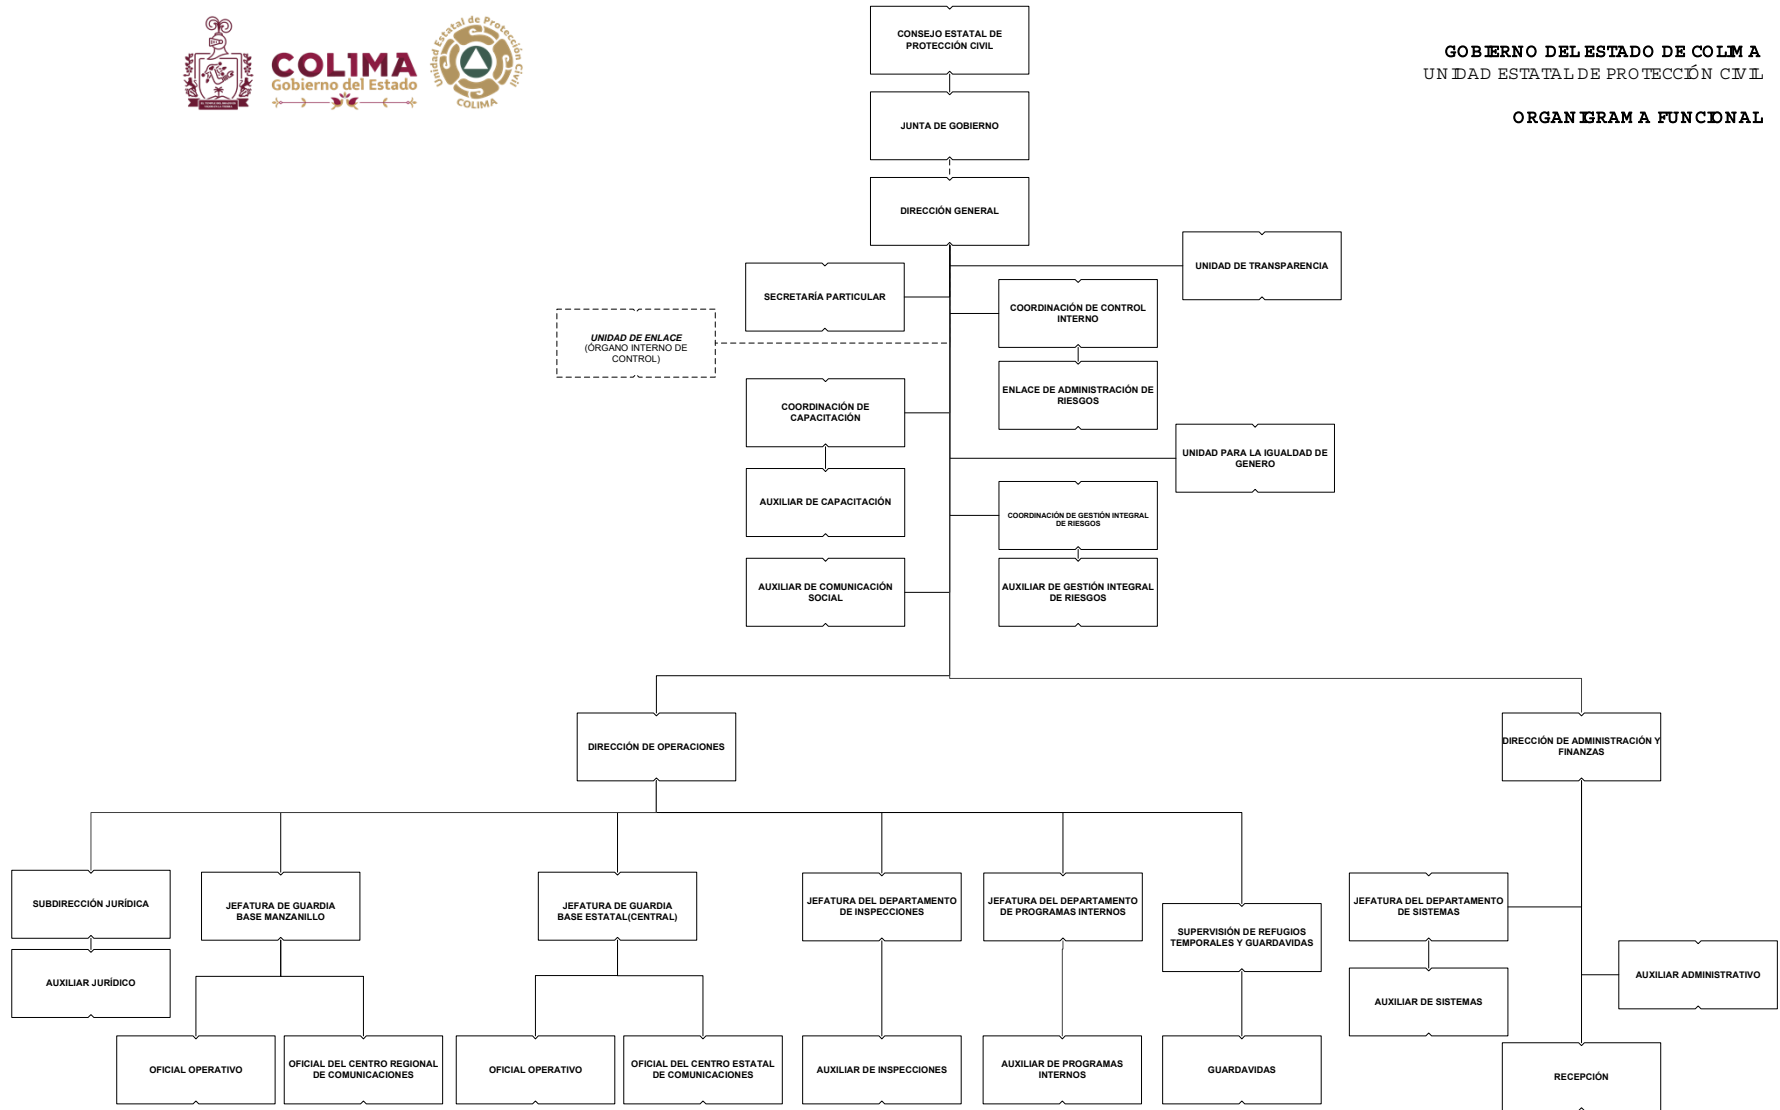 COLIMA
Gobierno del Estado
Unidad Estatal de Protección Civil
COLIMA
GOBIERNO DEL ESTADO DE COLIMA
UNIDAD ESTATAL DE PROTECCIÓN CIVIL
ORGANIGRAMA FUNCIONAL
CONSEJO ESTATAL DE
PROTECCIÓN CIVIL
JUNTA DE GOBIERNO
DIRECCIÓN GENERAL
UNIDAD DE TRANSPARENCIA
SECRETARÍA PARTICULAR
COORDINACIÓN DE CONTROL
INTERNO
UNIDAD DE ENLACE
(ÓRGANO INTERNO DE
CONTROL)
ENLACE DE ADMINISTRACIÓN DE
RIESGOS
COORDINACIÓN DE
CAPACITACIÓN
UNIDAD PARA LA IGUALDAD DE
GENERO
AUXILIAR DE CAPACITACIÓN
COORDINACIÓN DE GESTIÓN INTEGRAL
DE RIESGOS
AUXILIAR DE COMUNICACIÓN
SOCIAL
AUXILIAR DE GESTIÓN INTEGRAL
DE RIESGOS
DIRECCIÓN DE OPERACIONES
DIRECCIÓN DE ADMINISTRACIÓN Y
FINANZAS
SUBDIRECCIÓN JURÍDICA
JEFATURA DE GUARDIA
BASE MANZANILLO
JEFATURA DE GUARDIA
BASE ESTATAL(CENTRAL)
JEFATURA DEL DEPARTAMENTO
DE INSPECCIONES
JEFATURA DEL DEPARTAMENTO
DE PROGRAMAS INTERNOS
SUPERVISIÓN DE REFUGIOS
TEMPORALES Y GUARDAVIDAS
JEFATURA DEL DEPARTAMENTO
DE SISTEMAS
AUXILIAR JURÍDICO
AUXILIAR DE SISTEMAS
AUXILIAR ADMINISTRATIVO
OFICIAL OPERATIVO
OFICIAL DEL CENTRO REGIONAL
DE COMUNICACIONES
OFICIAL OPERATIVO
OFICIAL DEL CENTRO ESTATAL
DE COMUNICACIONES
AUXILIAR DE INSPECCIONES
AUXILIAR DE PROGRAMAS
INTERNOS
GUARDAVIDAS
RECEPCIÓN